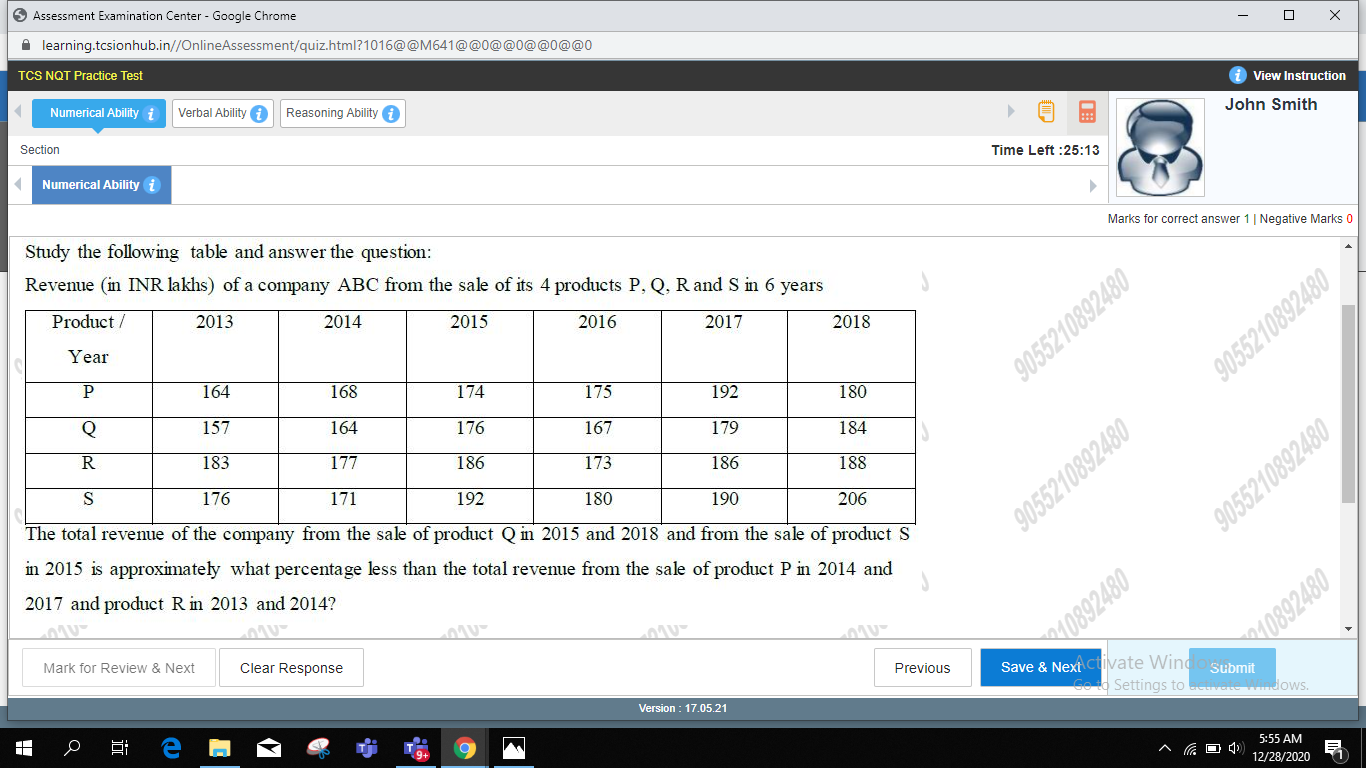 Assessment Examination Center - Google Chrome
learning.tcsionhub.in//OnlineAssessment/quiz.html?1016@@M641@@0@@0@@0@@0
TCS NQT Practice Test
i View Instruction
Numerical Ability i Verbal Ability i Reasoning Ability i
John Smith
Section
Time Left :25:13
Numerical Ability i
Marks for correct answer 1 | Negative Marks 0
Study the following table and answer the question:
Revenue (in INR lakhs) of a company ABC from the sale of its 4 products P, Q, R and S in 6 years
Product / 2013 2014 2015 2016 2017 2018
Year
P 164 168 174 175 192 180
Q 157 164 176 167 179 184
R 183 177 186 173 186 188
S 176 171 192 180 190 206
The total revenue of the company from the sale of product Q in 2015 and 2018 and from the sale of product S
in 2015 is approximately what percentage less than the total revenue from the sale of product P in 2014 and
2017 and product R in 2013 and 2014?
9055210892480
9055210892480
9055210892480
9055210892480
Mark for Review & Next
Clear Response
Previous
Save & Next
Submit
Activate Windows
Go to Settings to activate Windows.
Version : 17.05.21
9+
5:55 AM
12/28/2020
1